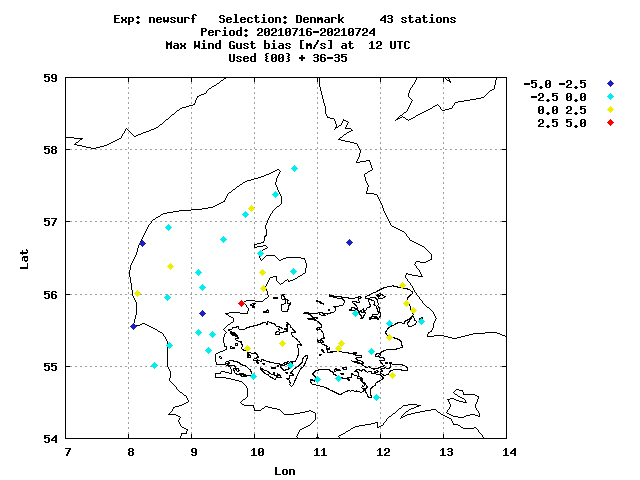 Exp: newsurf   Selection: Denmark     43 stations
Period: 20210716-20210724
Max Wind Gust bias [m/s] at  12 UTC
Used {00} + 36-35
-5.0 -2.5
-2.5 0.0
0.0 2.5
2.5 5.0
59
58
57
56
55
54
Lat
7 8 9 10 11 12 13 14
Lon